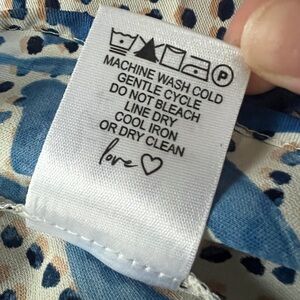 P
MACHINE WASH COLD
GENTLE CYCLE
DO NOT BLEACH
LINE DRY
COOL IRON
OR DRY CLEAN
love